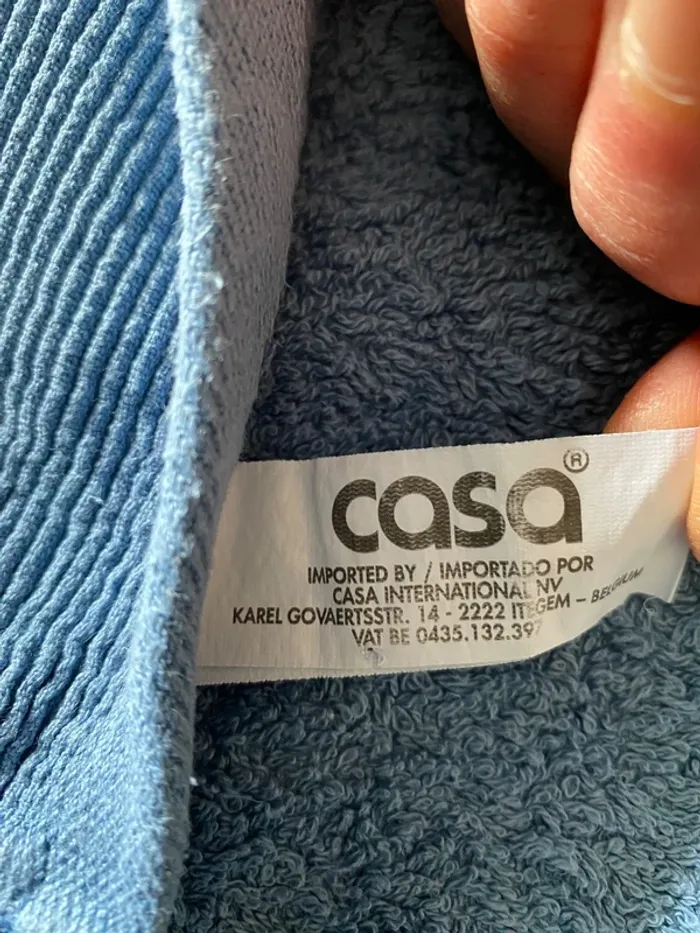 casa®
IMPORTED BY / IMPORTADO POR
CASA INTERNATIONAL NV
KAREL GOVAERTSSTR. 14 - 2222 ITEGEM – BELGIUM
VAT BE 0435.132.397